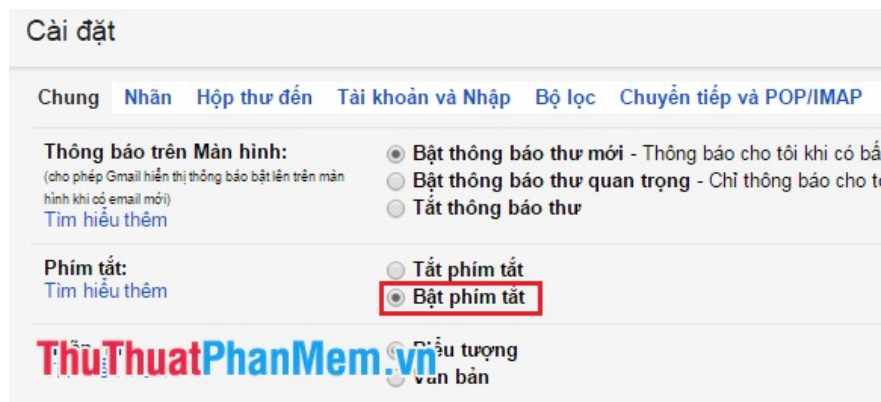 Cài đặt
Chung Nhãn Hộp thư đến Tài khoản và Nhập Bộ lọc Chuyển tiếp và POP/IMAP
Thông báo trên Màn hình:
(cho phép Gmail hiển thị thông báo bật lên trên màn
hình khi có email mới)
Tìm hiểu thêm
Bật thông báo thư mới - Thông báo cho tôi khi có
Bật thông báo thư quan trọng - Chỉ thông báo cho
Tắt thông báo thư
Phím tắt:
Tìm hiểu thêm
Tắt phím tắt
Bật phím tắt
ThuThuatPhanMem.vn
Biểu tượng
Văn bản